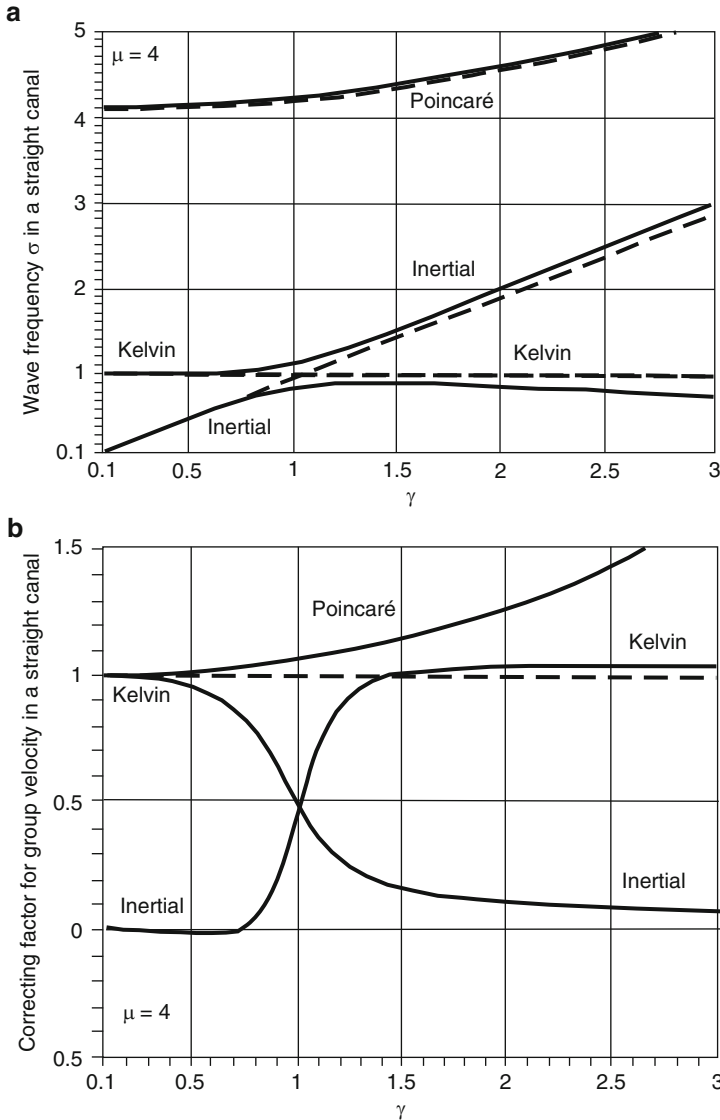 a
Wave frequency σ in a straight canal
5
4
3
2
1
0.1
μ = 4
Poincaré
Inertial
Kelvin
Kelvin
Inertial
0.1
0.5
1
1.5
2
2.5
3
γ
b
Correcting factor for group velocity in a straight canal
1.5
1
0.5
0
0.5
Poincaré
Kelvin
Kelvin
Inertial
Inertial
μ = 4
0.1
0.5
1
1.5
2
2.5
3
γ